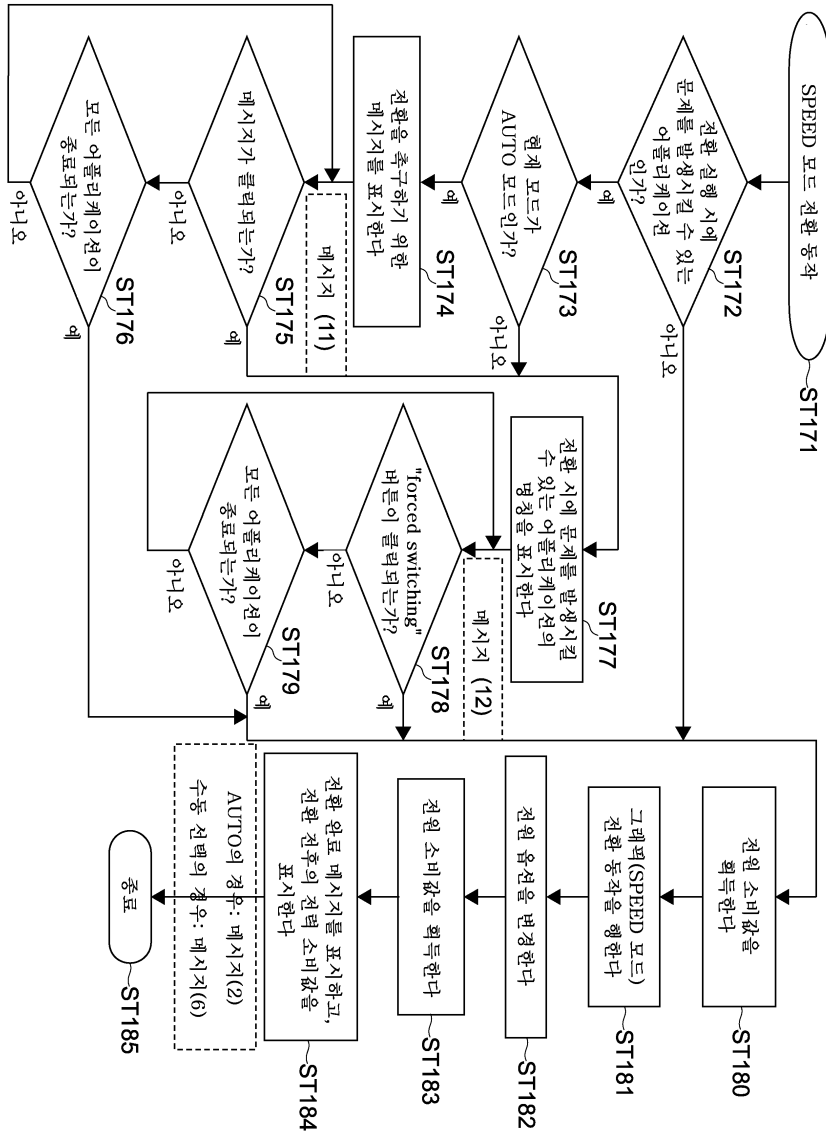 SPEED 모드 전환 동작
ST171
전환 실행 시에
문제를 발생시킬 수 있는
어플리케이션
인가?
ST172
예
아니오
현재 모드가
AUTO 모드인가?
ST173
예
아니오
전환을 촉구하기 위한
메시지를 표시한다
ST174
메시지 (11)
메시지가 클릭되는가?
ST175
아니오
예
모든 어플리케이션이
종료되는가?
ST176
아니오
예
전환 시에 문제를 발생시킬
수 있는 어플리케이션의
명칭을 표시한다
ST177
메시지 (12)
"forced switching"
버튼이 클릭되는가?
ST178
아니오
예
모든 어플리케이션이
종료되는가?
ST179
아니오
예
전원 소비값을
획득한다
ST180
그래픽(SPEED 모드)
전환 동작을 행한다
ST181
전원 옵션을 변경한다
ST182
전원 소비값을 획득한다
ST183
전환 완료 메시지를 표시하고,
전환 전후의 전력 소비값을
표시한다
ST184
AUTO의 경우: 메시지(2)
수동 선택의 경우: 메시지(6)
종료
ST185